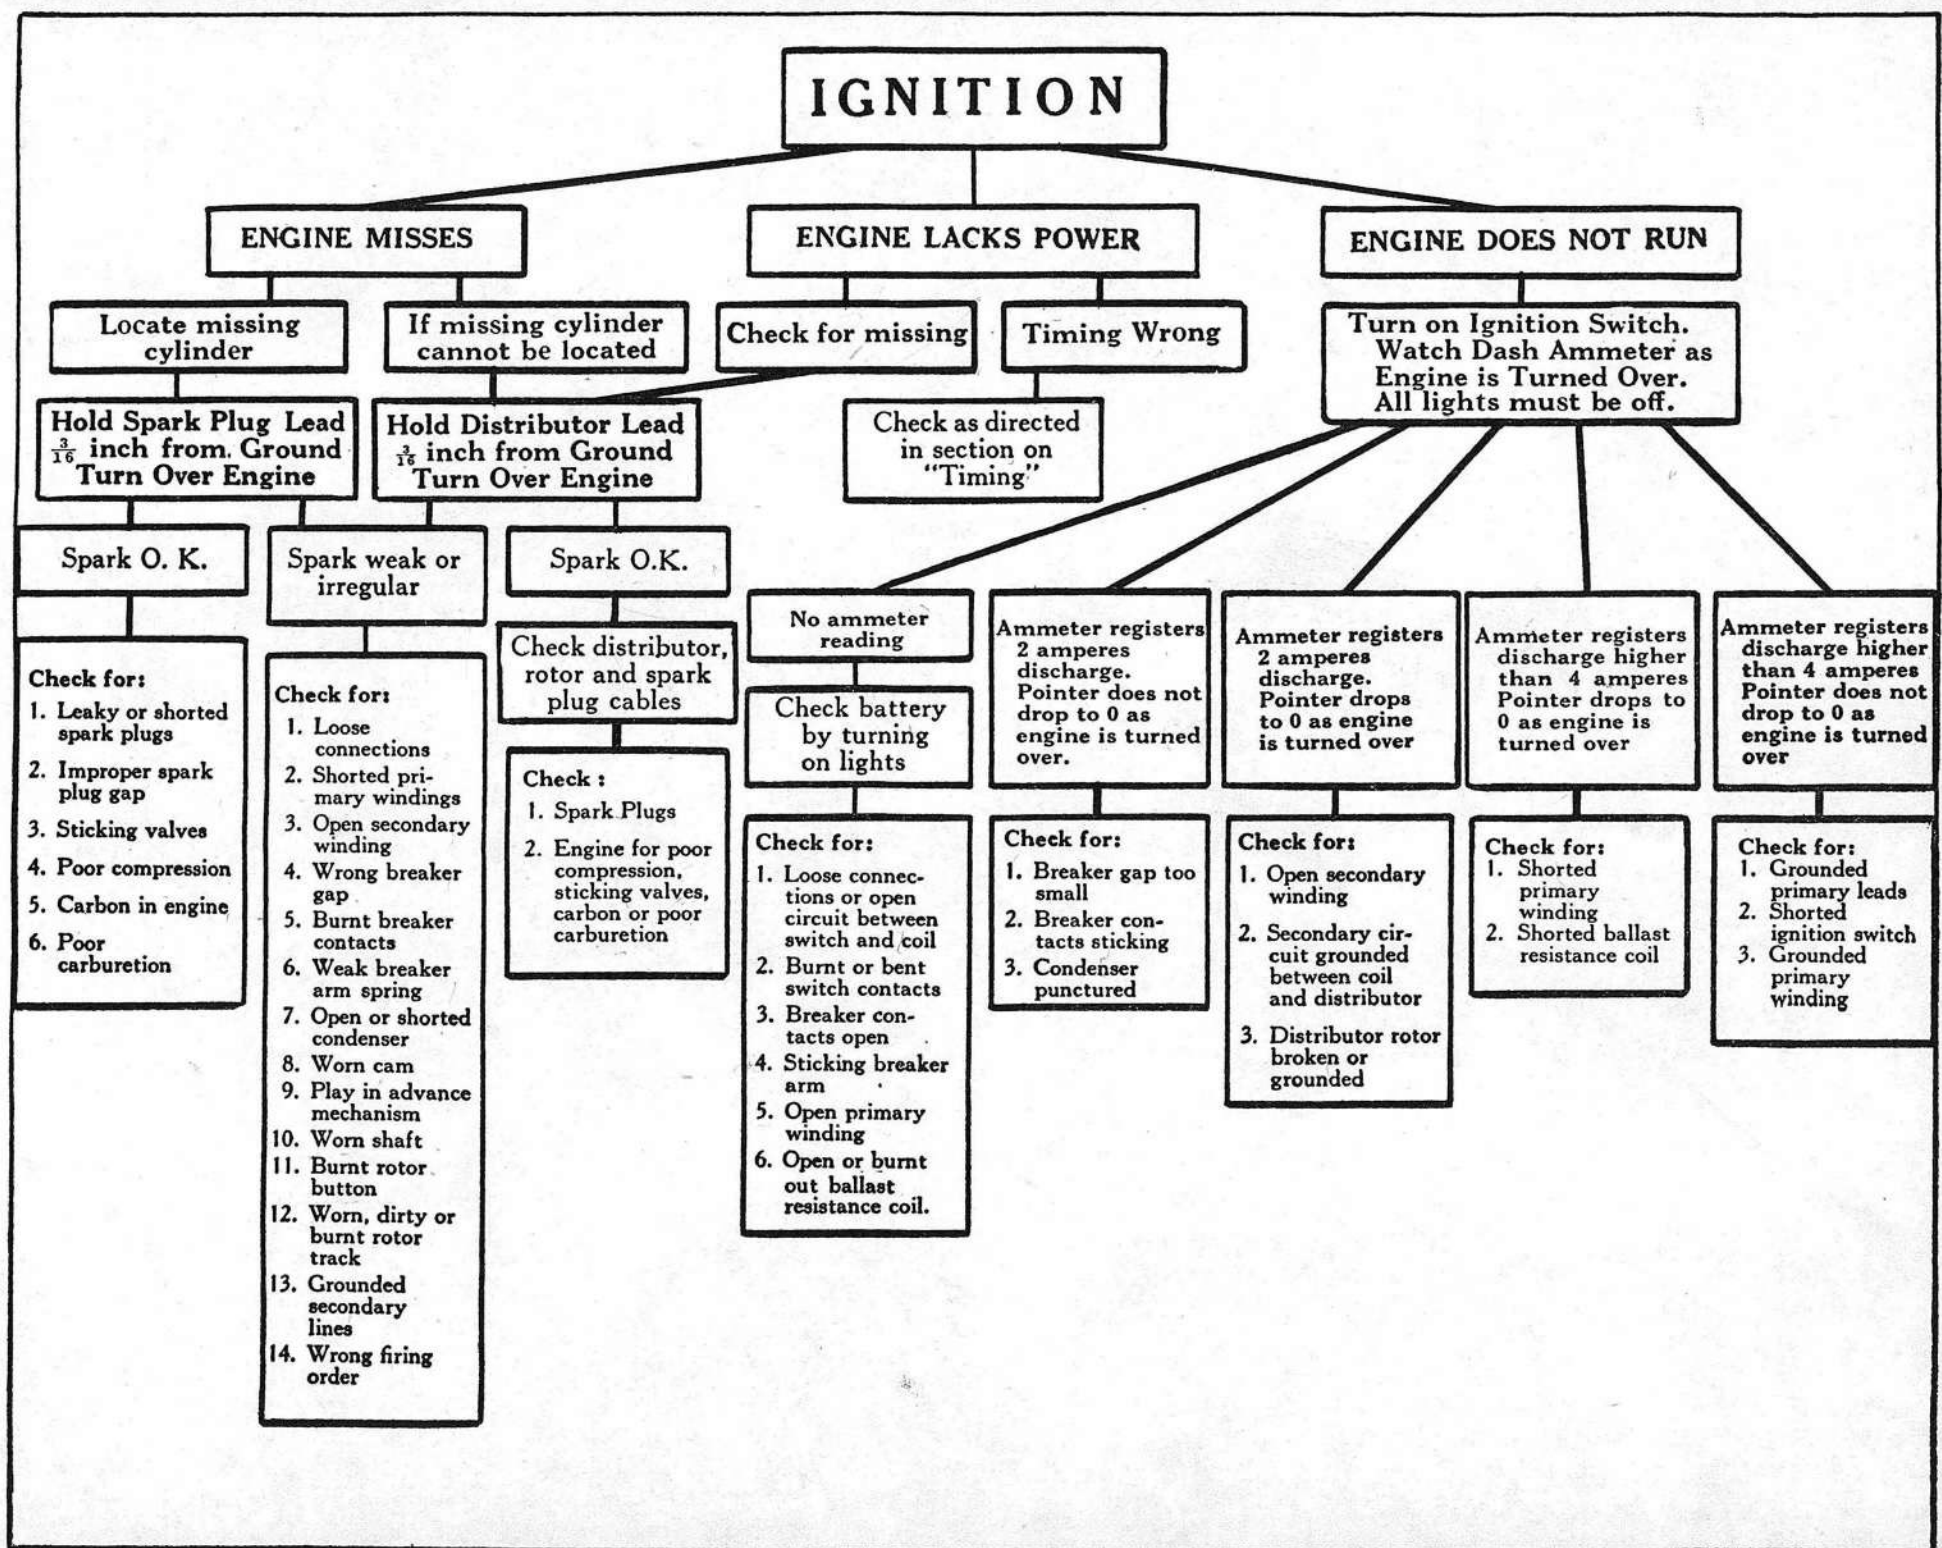 IGNITION
ENGINE MISSES
ENGINE LACKS POWER
ENGINE DOES NOT RUN
Locate missing
cylinder
If missing cylinder
cannot be located
Check for missing
Timing Wrong
Turn on Ignition Switch.
Watch Dash Ammeter as
Engine is Turned Over.
All lights must be off.
Hold Spark Plug Lead
3/16 inch from. Ground
Turn Over Engine
Hold Distributor Lead
3/16 inch from Ground
Turn Over Engine
Check as directed
in section on
"Timing"
Spark O. K.
Spark weak or
irregular
Spark O.K.
Check for:
1. Leaky or shorted
spark plugs
2. Improper spark
plug gap
3. Sticking valves
4. Poor compression
5. Carbon in engine
6. Poor
carburetion
Check for:
1. Loose
connections
2. Shorted pri-
mary windings
3. Open secondary
winding
4. Wrong breaker
gap
5. Burnt breaker
contacts
6. Weak breaker
arm spring
7. Open or shorted
condenser
8. Worn cam
9. Play in advance
mechanism
10. Worn shaft
11. Burnt rotor
button
12. Worn, dirty or
burnt rotor
track
13. Grounded
secondary
lines
14. Wrong firing
order
Check distributor,
rotor and spark
plug cables
Check :
1. Spark Plugs
2. Engine for poor
compression,
sticking valves,
carbon or poor
carburetion
No ammeter
reading
Check battery
by turning
on lights
Check for:
1. Loose connec-
tions or open
circuit between
switch and coil
2. Burnt or bent
switch contacts
3. Breaker con-
tacts open
4. Sticking breaker
arm
5. Open primary
winding
6. Open or burnt
out ballast
resistance coil.
Ammeter registers
2 amperes
discharge.
Pointer does not
drop to 0 as
engine is turned
over.
Check for:
1. Breaker gap too
small
2. Breaker con-
tacts sticking
3. Condenser
punctured
Ammeter registers
2 amperes
discharge.
Pointer drops
to 0 as engine
is turned over
Check for:
1. Open secondary
winding
2. Secondary cir-
cuit grounded
between coil
and distributor
3. Distributor rotor
broken or
grounded
Ammeter registers
discharge higher
than 4 amperes
Pointer drops to
0 as engine is
turned over
Check for:
1. Shorted
primary
winding
2. Shorted ballast
resistance coil
Ammeter registers
discharge higher
than 4 amperes
Pointer does not
drop to 0 as
engine is turned
over
Check for:
1. Grounded
primary leads
2. Shorted
ignition switch
3. Grounded
primary
winding